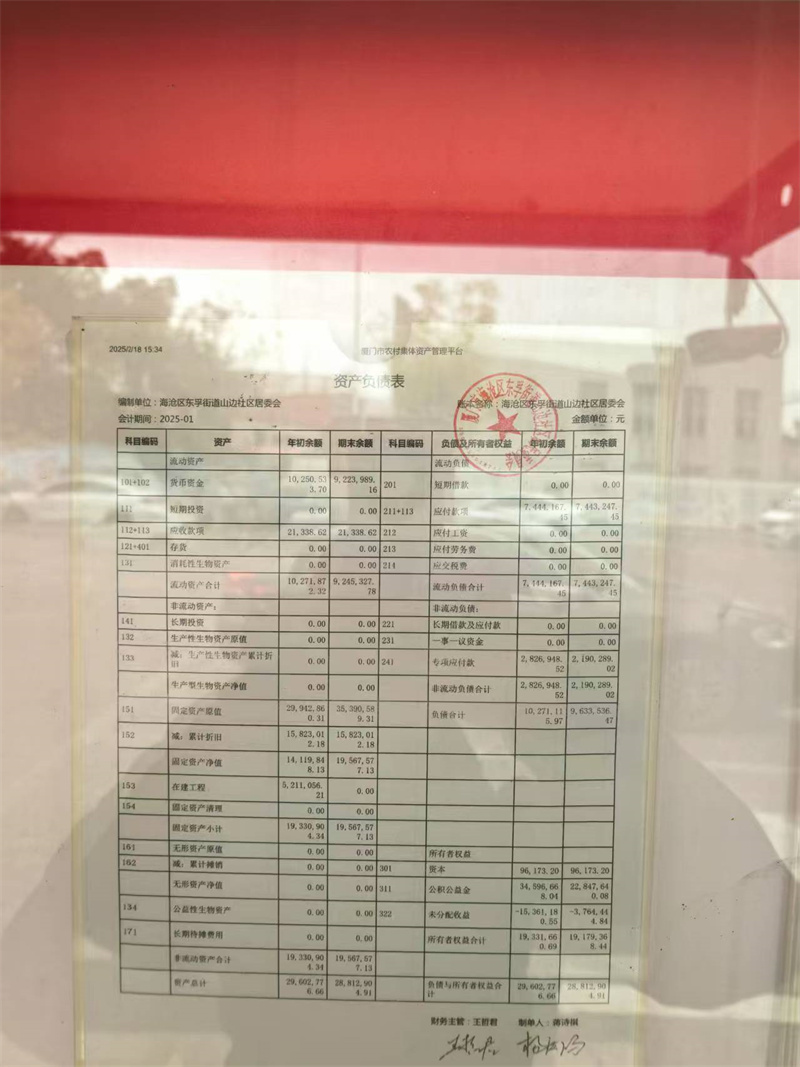 2025/2/18 15:34 厦门市农村集体资产管理平台
资产负债表
编制单位：海沧区东孚街道山边社区居委会 账本名称：海沧区东孚街道山边社区居委会
会计期间：2025-01 金额单位：元
科目编码 资产 年初余额 期末余额 科目编码 负债及所有者权益 年初余额 期末余额
流动资产 流动负债
101+102 货币资金 10,250,533.70 9,223,989.16 201 短期借款 0.00 0.00
111 短期投资 0.00 0.00 211+113 应付款项 7,444,167.45 7,443,247.45
112+113 应收款项 21,338.62 21,338.62 212 应付工资 0.00 0.00
121+401 存货 0.00 0.00 213 应付劳务费 0.00 0.00
131 消耗性生物资产 0.00 0.00 214 应交税费 0.00 0.00
流动资产合计 10,271,872.32 9,245,327.78 流动负债合计 7,444,167.45 7,443,247.45
非流动资产： 非流动负债：
141 长期投资 0.00 0.00 221 长期借款及应付款 0.00 0.00
132 生产性生物资产原值 0.00 0.00 231 一事一议资金 0.00 0.00
133 减：生产性生物资产累计折旧 0.00 0.00 241 专项应付款 2,826,948.52 2,190,289.02
生产型生物资产净值 0.00 0.00 非流动负债合计 2,826,948.52 2,190,289.02
151 固定资产原值 29,942,860.31 35,390,589.31 负债合计 10,271,115.97 9,633,536.47
152 减：累计折旧 15,823,012.18 15,823,012.18
固定资产净值 14,119,848.13 19,567,577.13
153 在建工程 5,211,056.21 0.00
154 固定资产清理 0.00 0.00
固定资产小计 19,330,904.34 19,567,577.13
161 无形资产原值 0.00 0.00 所有者权益
162 减：累计摊销 0.00 0.00 301 资本 96,173.20 96,173.20
无形资产净值 0.00 0.00 311 公积公益金 34,596,668.04 22,847,640.08
134 公益性生物资产 0.00 0.00 322 未分配收益 -15,361,180.55 -3,764,444.84
171 长期待摊费用 0.00 0.00 所有者权益合计 19,331,660.69 19,179,368.44
非流动资产合计 19,330,904.34 19,567,577.13
资产总计 29,602,776.66 28,812,904.91 负债与所有者权益合计 29,602,776.66 28,812,904.91
财务主管：王哲君 制单人：蒋诗琪